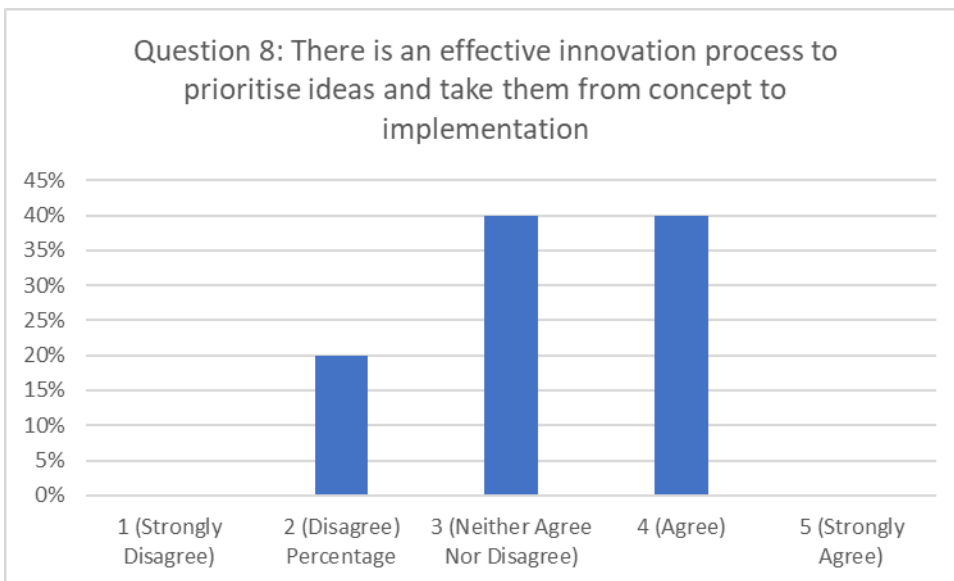 Question 8: There is an effective innovation process to
prioritise ideas and take them from concept to
implementation
45%
40%
35%
30%
25%
20%
15%
10%
5%
0%
1 (Strongly
Disagree)
2 (Disagree)
Percentage
3 (Neither Agree
Nor Disagree)
4 (Agree)
5 (Strongly
Agree)